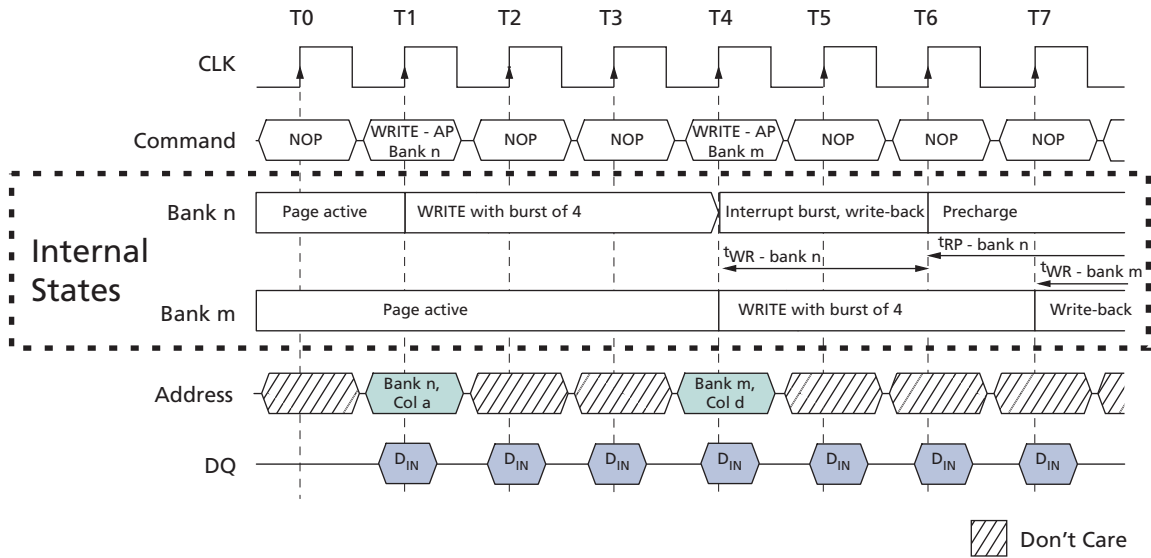 T0 T1 T2 T3 T4 T5 T6 T7
CLK
Command NOP WRITE - AP Bank n NOP NOP WRITE - AP Bank m NOP NOP NOP
Bank n Page active WRITE with burst of 4 Interrupt burst, write-back Precharge
Internal States
tWR - bank n tRP - bank n
tWR - bank m
Bank m Page active WRITE with burst of 4 Write-back
Address Bank n, Col a Bank m, Col d
DQ DIN DIN DIN DIN DIN DIN DIN
Don't Care